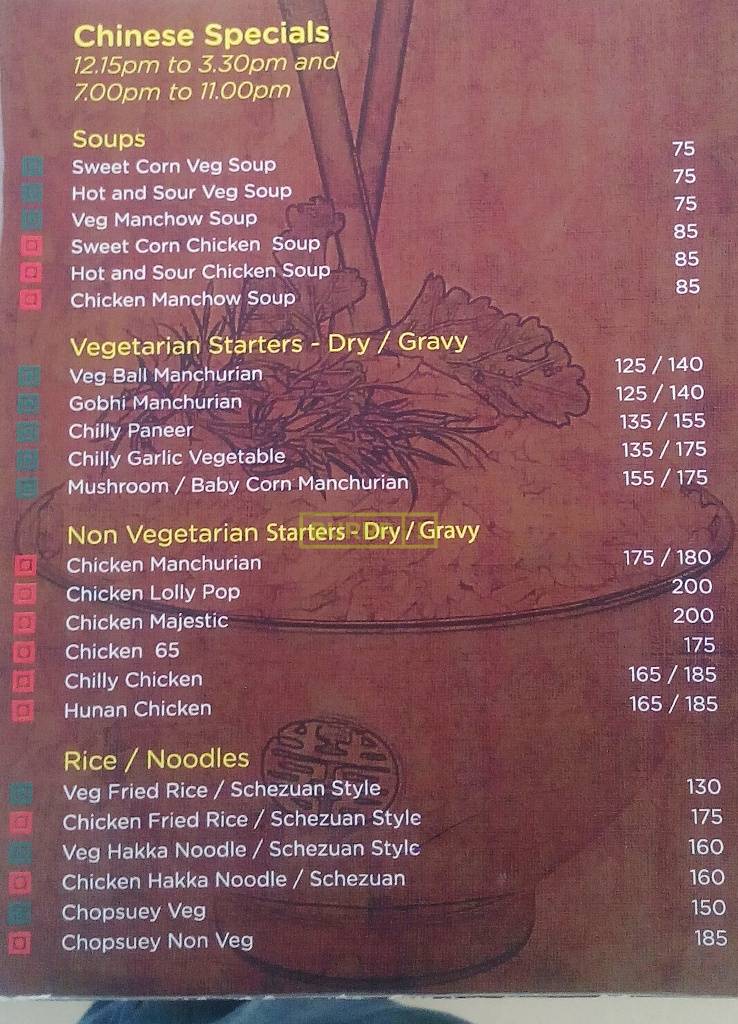 Chinese Specials
12.15pm to 3.30pm and
7.00pm to 11.00pm
Soups
Sweet Corn Veg Soup 75
Hot and Sour Veg Soup 75
Veg Manchow Soup 75
Sweet Corn Chicken Soup 85
Hot and Sour Chicken Soup 85
Chicken Manchow Soup 85
Vegetarian Starters - Dry / Gravy
Veg Ball Manchurian 125 / 140
Gobhi Manchurian 125 / 140
Chilly Paneer 135 / 155
Chilly Garlic Vegetable 135 / 175
Mushroom / Baby Corn Manchurian 155 / 175
Non Vegetarian Starters - Dry / Gravy
Chicken Manchurian 175 / 180
Chicken Lolly Pop 200
Chicken Majestic 200
Chicken 65 175
Chilly Chicken 165 / 185
Hunan Chicken 165 / 185
Rice / Noodles
Veg Fried Rice / Schezuan Style 130
Chicken Fried Rice / Schezuan Style 175
Veg Hakka Noodle / Schezuan Style 160
Chicken Hakka Noodle / Schezuan 160
Chopsuey Veg 150
Chopsuey Non Veg 185